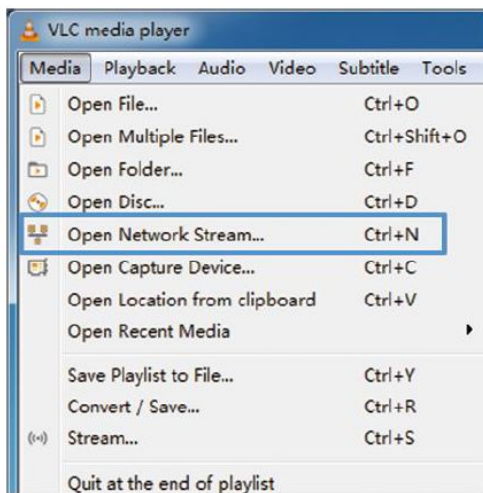 VLC media player
Media Playback Audio Video Subtitle Tools
Open File... Ctrl+O
Open Multiple Files... Ctrl+Shift+O
Open Folder... Ctrl+F
Open Disc... Ctrl+D
Open Network Stream... Ctrl+N
Open Capture Device... Ctrl+C
Open Location from clipboard Ctrl+V
Open Recent Media
Save Playlist to File... Ctrl+Y
Convert / Save... Ctrl+R
Stream... Ctrl+S
Quit at the end of playlist